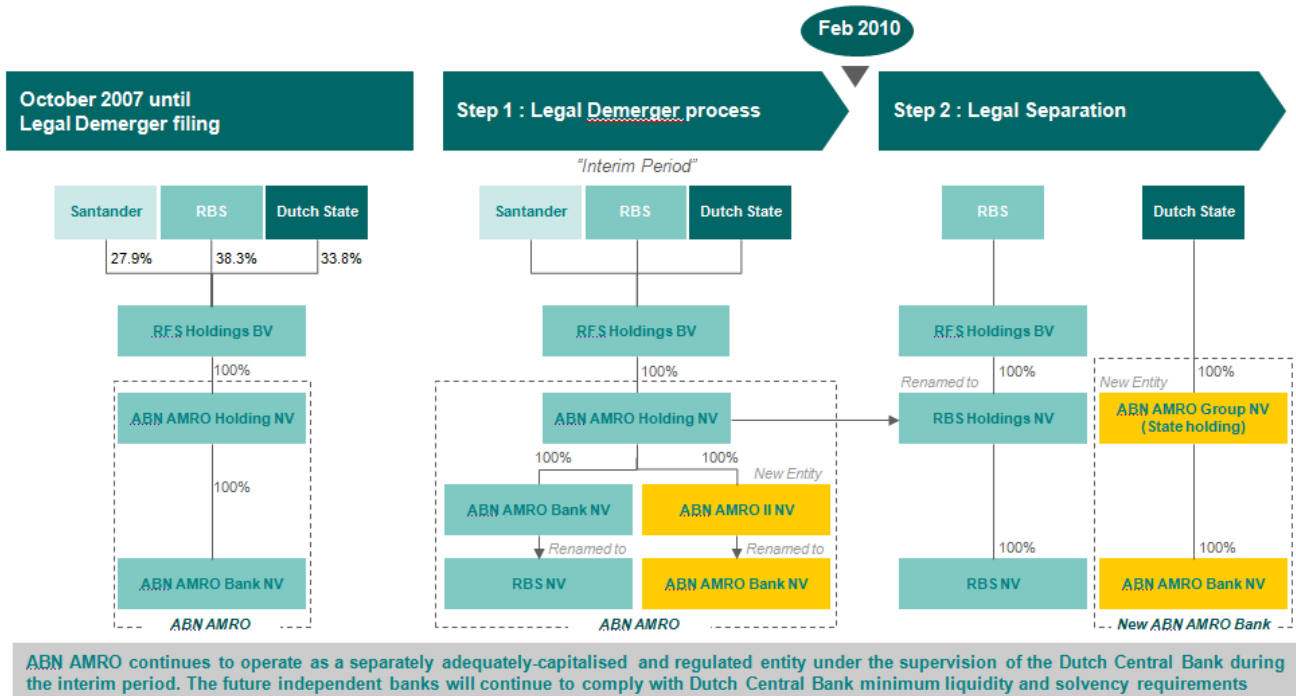 Feb 2010
October 2007 until
Legal Demerger filing
Step 1 : Legal Demerger process
Step 2 : Legal Separation
"Interim Period"
Santander
RBS
Dutch State
27.9%
38.3%
33.8%
RFS Holdings BV
100%
ABN AMRO Holding NV
100%
ABN AMRO Bank NV
ABN AMRO
Santander
RBS
Dutch State
RFS Holdings BV
100%
ABN AMRO Holding NV
100%
100%
New Entity
ABN AMRO Bank NV
ABN AMRO II NV
Renamed to
Renamed to
RBS NV
ABN AMRO Bank NV
ABN AMRO
RBS
Dutch State
RFS Holdings BV
Renamed to
100%
New Entity
100%
RBS Holdings NV
ABN AMRO Group NV
(State holding)
100%
100%
RBS NV
ABN AMRO Bank NV
New ABN AMRO Bank
ABN AMRO continues to operate as a separately adequately-capitalised and regulated entity under the supervision of the Dutch Central Bank during
the interim period. The future independent banks will continue to comply with Dutch Central Bank minimum liquidity and solvency requirements